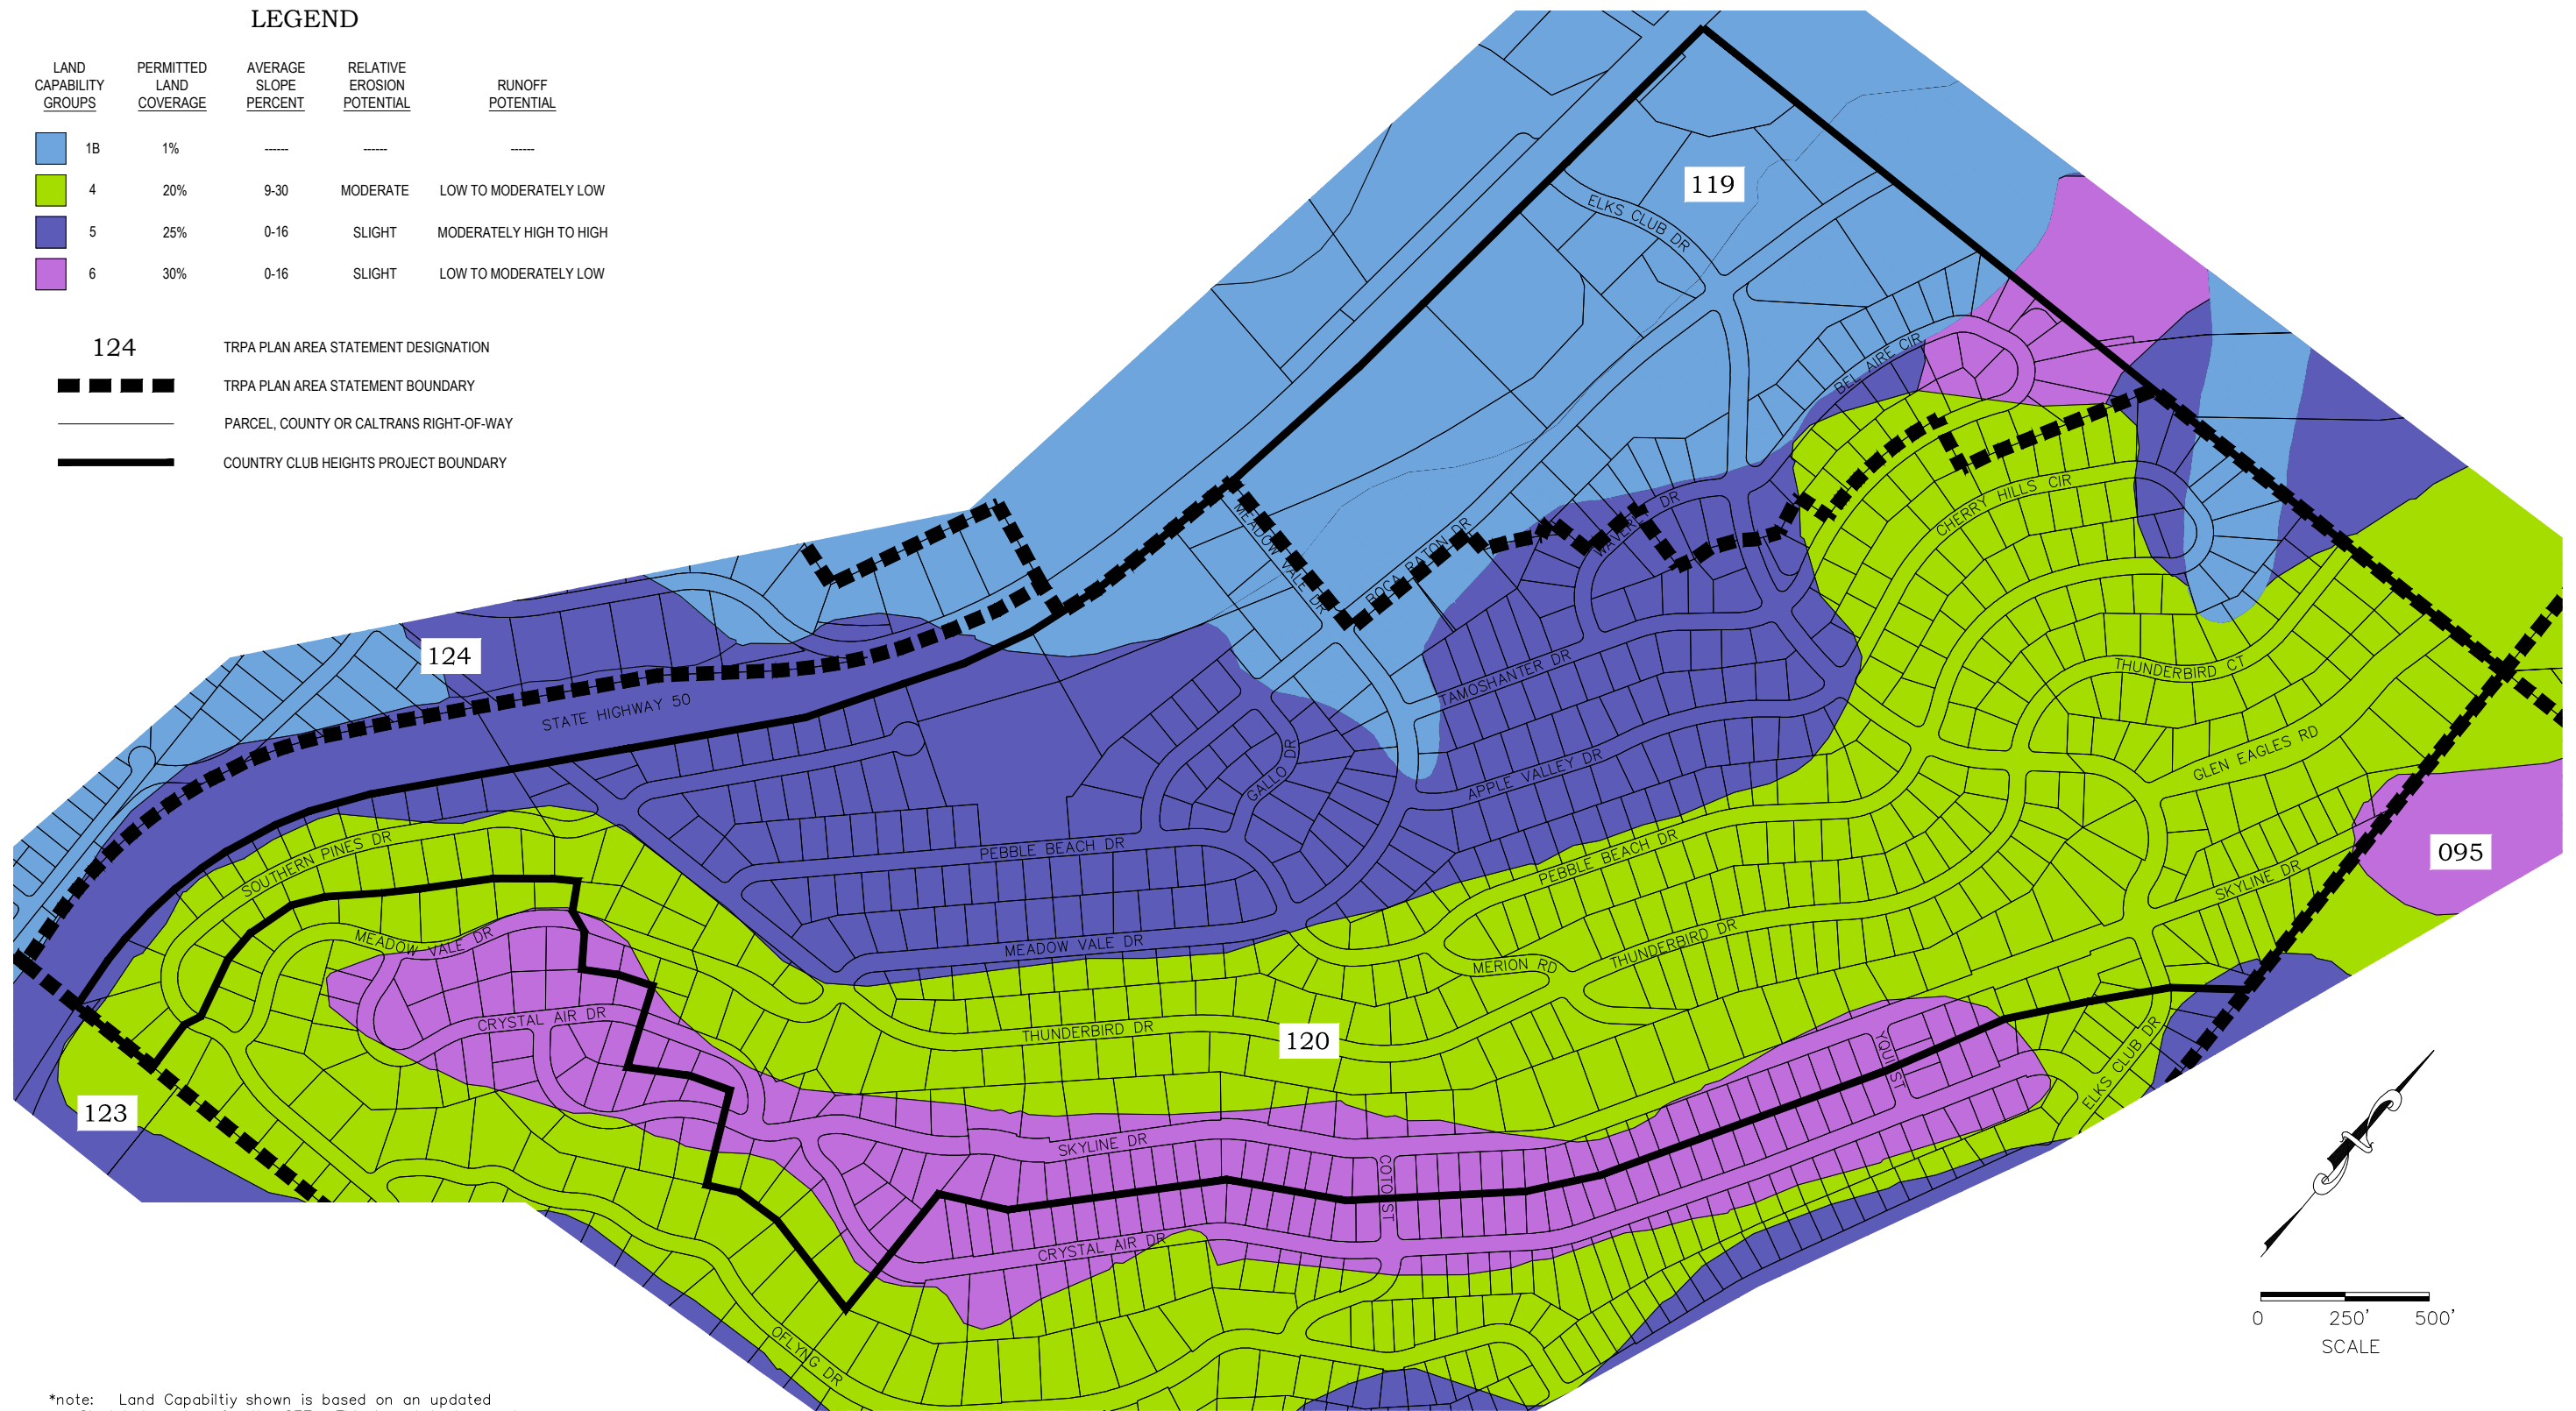 LEGEND
LAND CAPABILITY GROUPS
PERMITTED LAND COVERAGE
AVERAGE SLOPE PERCENT
RELATIVE EROSION POTENTIAL
RUNOFF POTENTIAL
1B 1% ------ ------ ------
4 20% 9-30 MODERATE LOW TO MODERATELY LOW
5 25% 0-16 SLIGHT MODERATELY HIGH TO HIGH
6 30% 0-16 SLIGHT LOW TO MODERATELY LOW
124 TRPA PLAN AREA STATEMENT DESIGNATION
TRPA PLAN AREA STATEMENT BOUNDARY
PARCEL, COUNTY OR CALTRANS RIGHT-OF-WAY
COUNTRY CLUB HEIGHTS PROJECT BOUNDARY
119
ELKS CLUB DR
BEL AIRE CIR
MEADOW VALE DR
BOCA RATON DR
WAVERLY DR
CHERRY HILLS CIR
124
STATE HIGHWAY 50
TAMOSHANTER DR
THUNDERBIRD CT
GLEN EAGLES RD
GALLO DR
APPLE VALLEY DR
SOUTHERN PINES DR
PEBBLE BEACH DR
PEBBLE BEACH DR
095
SKYLINE DR
MEADOW VALE DR
MEADOW VALE DR
MERION RD
THUNDERBIRD DR
CRYSTAL AIR DR
THUNDERBIRD DR
120
ELKS CLUB DR
123
SKYLINE DR
COTO ST
CRYSTAL AIR DR
OFLYNG DR
0 250' 500'
SCALE
*note: Land Capabiltiy shown is based on an updated